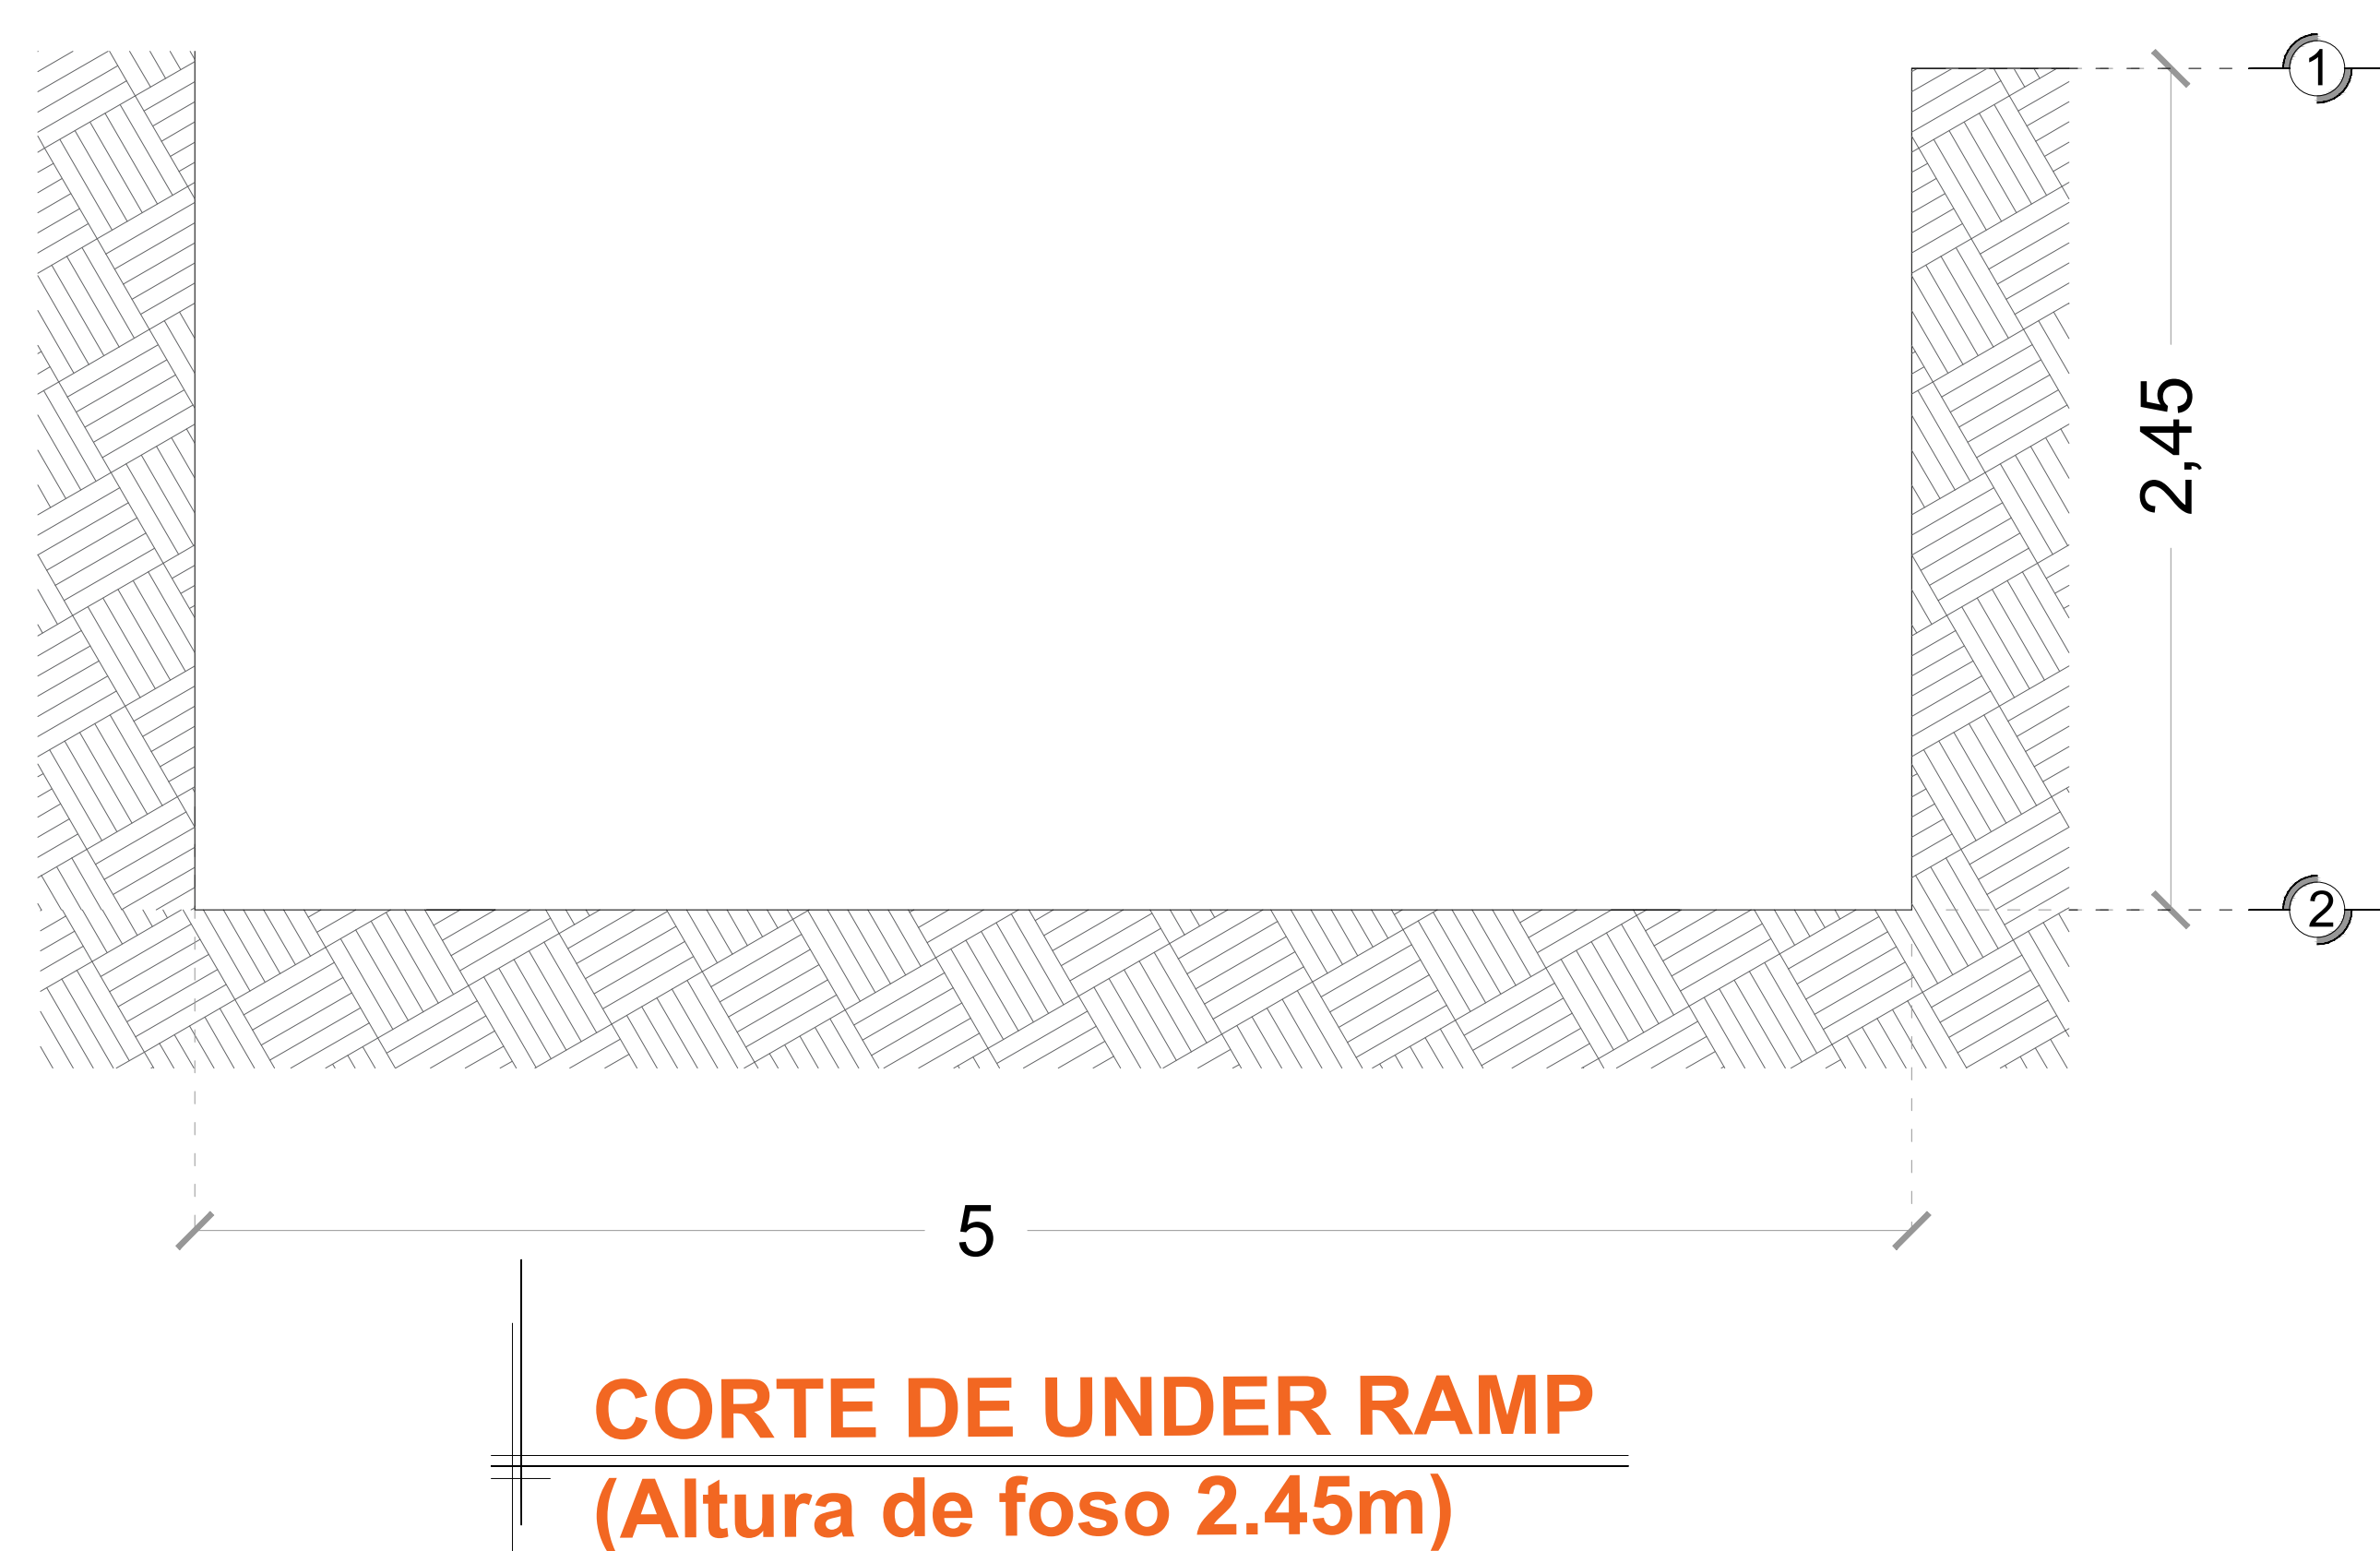 1
2,45
2
5
CORTE DE UNDER RAMP
(Altura de foso 2.45m)